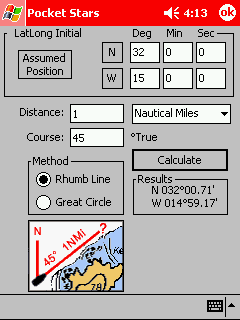 Pocket Stars 4:13 ok
LatLong Initial Deg Min Sec
Assumed Position N 32 0 0
W 15 0 0
Distance: 1 Nautical Miles
Course: 45 °True
Method Calculate
Rhumb Line Results
N 032°00.71'
Great Circle W 014°59.17'
N 45° 1NMi ?
Ke